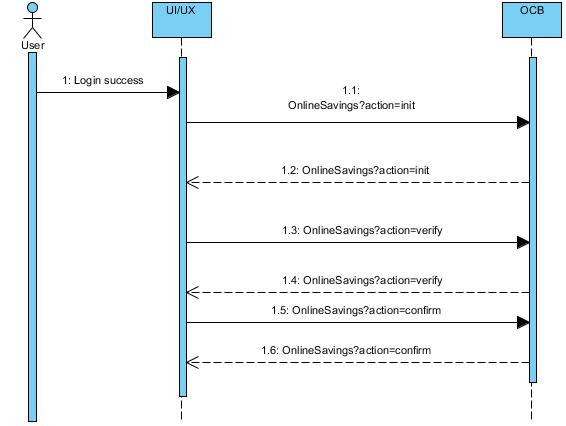 UI/UX
OCB
User
1: Login success
1.1:
OnlineSavings?action=init
1.2: OnlineSavings?action=init
1.3: OnlineSavings?action=verify
1.4: OnlineSavings?action=verify
1.5: OnlineSavings?action=confirm
1.6: OnlineSavings?action=confirm